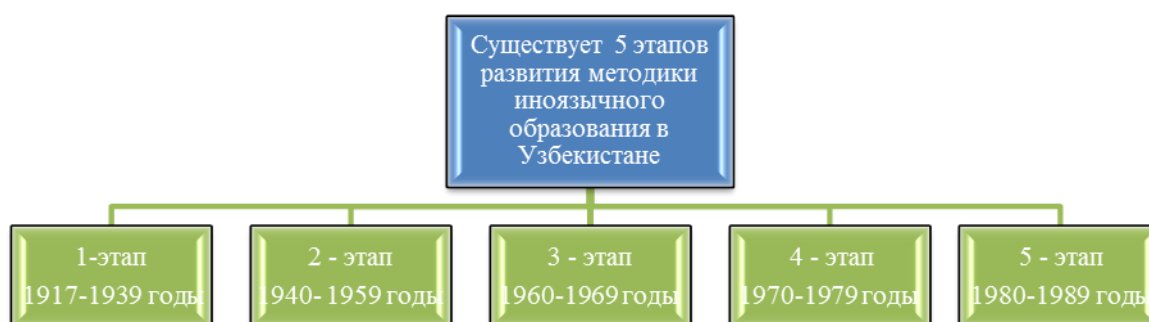 Существует 5 этапов
развития методики
иноязычного
образования в
Узбекистане
1-этап
1917-1939 годы
2 - этап
1940- 1959 годы
3 - этап
1960-1969 годы
4 - этап
1970-1979 годы
5 - этап
1980-1989 годы